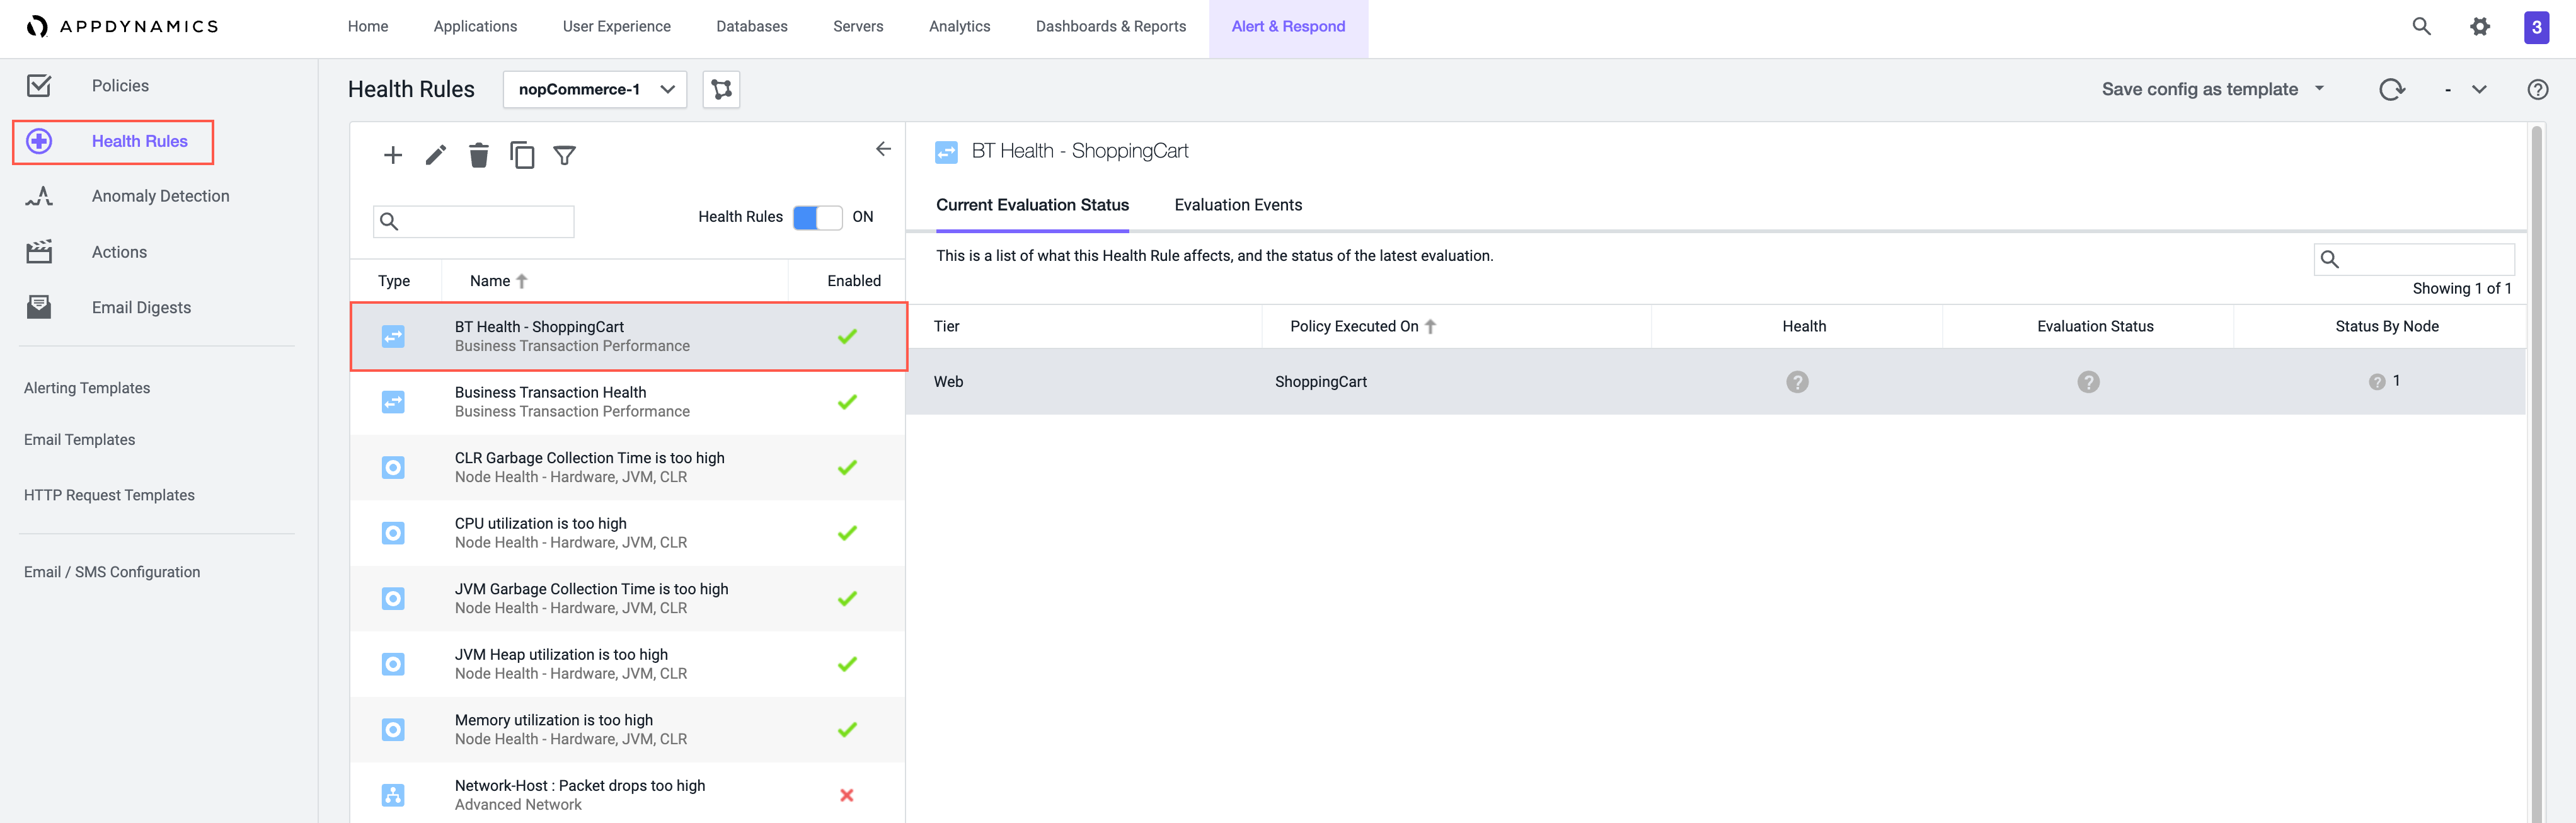 APPDYNAMICS
Home Applications User Experience Databases Servers Analytics Dashboards & Reports Alert & Respond 3
Policies
Health Rules
Anomaly Detection
Actions
Email Digests
Alerting Templates
Email Templates
HTTP Request Templates
Email / SMS Configuration
Health Rules nopCommerce-1 Save config as template -
Health Rules ON
Type Name Enabled
BT Health - ShoppingCart
Business Transaction Performance
Business Transaction Health
Business Transaction Performance
CLR Garbage Collection Time is too high
Node Health - Hardware, JVM, CLR
CPU utilization is too high
Node Health - Hardware, JVM, CLR
JVM Garbage Collection Time is too high
Node Health - Hardware, JVM, CLR
JVM Heap utilization is too high
Node Health - Hardware, JVM, CLR
Memory utilization is too high
Node Health - Hardware, JVM, CLR
Network-Host : Packet drops too high
Advanced Network
BT Health - ShoppingCart
Current Evaluation Status Evaluation Events
This is a list of what this Health Rule affects, and the status of the latest evaluation.
Showing 1 of 1
Tier Policy Executed On Health Evaluation Status Status By Node
Web ShoppingCart ? ? ? 1